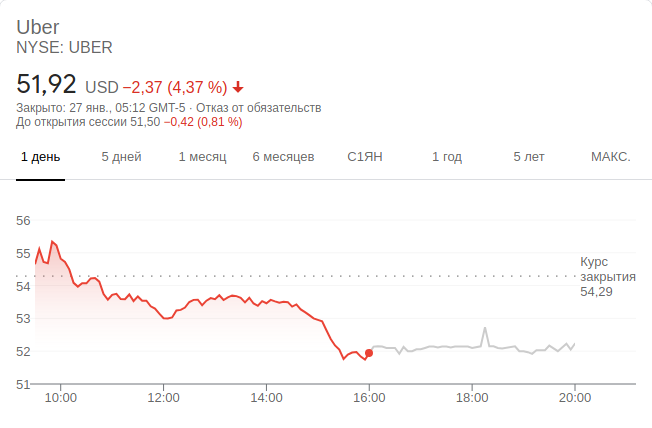 Uber
NYSE: UBER
51,92 USD −2,37 (4,37 %)
Закрыто: 27 янв., 05:12 GMT-5 · Отказ от обязательств
До открытия сессии 51,50 −0,42 (0,81 %)
1 день 5 дней 1 месяц 6 месяцев С1ЯН 1 год 5 лет МАКС.
56
55
54
53
52
51
Курс
закрытия
54,29
10:00 12:00 14:00 16:00 18:00 20:00